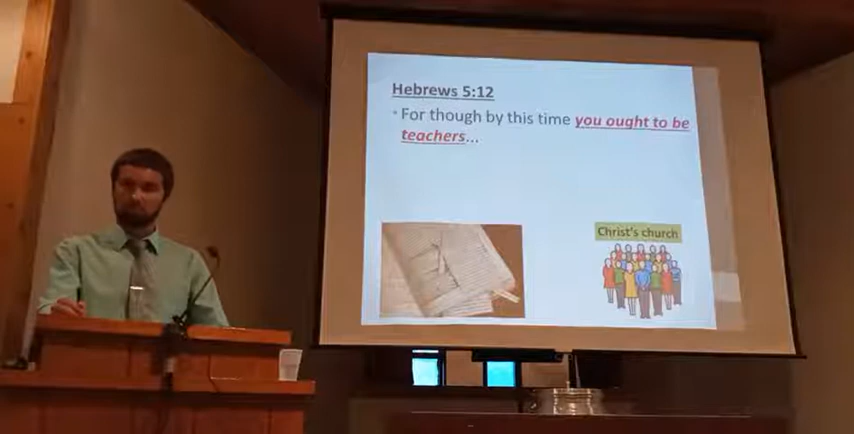 Hebrews 5:12
• For though by this time you ought to be
teachers...
Christ's church